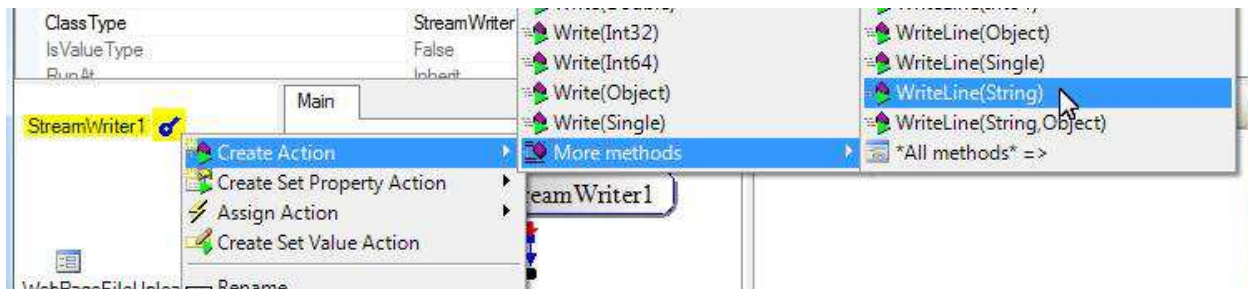 ClassType
StreamWriter
IsValueType
False
RunAt
Inherit
Main
StreamWriter1
Create Action
Create Set Property Action
Assign Action
Create Set Value Action
Rename
Write(Int32)
Write(Int64)
Write(Object)
Write(Single)
More methods
eamWriter1
WriteLine(Object)
WriteLine(Single)
WriteLine(String)
WriteLine(String,Object)
*All methods* =>